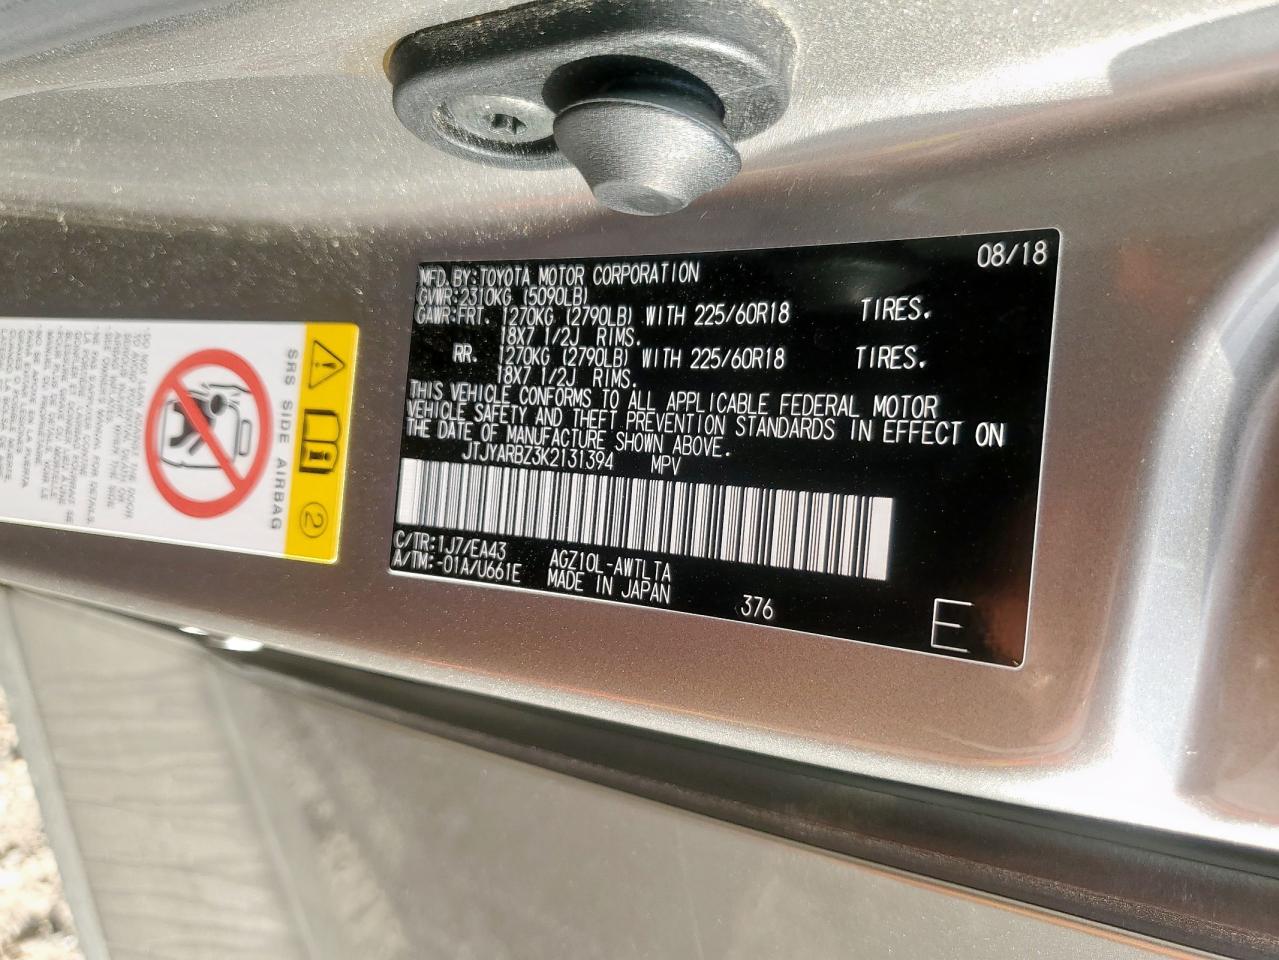 08/18
MFD.BY:TOYOTA MOTOR CORPORATION
GVWR:2310KG (5090LB)
GAWR:FRT. 1270KG (2790LB) WITH 225/60R18 TIRES.
18X7 1/2J RIMS.
RR. 1270KG (2790LB) WITH 225/60R18 TIRES.
18X7 1/2J RIMS.
THIS VEHICLE CONFORMS TO ALL APPLICABLE FEDERAL MOTOR
VEHICLE SAFETY AND THEFT PREVENTION STANDARDS IN EFFECT ON
THE DATE OF MANUFACTURE SHOWN ABOVE.
JTJYARBZ3K2131394 MPV
C/TR:1J7/EA43 AGZ10L-AWTLTA
A/TM:-01A/U661E MADE IN JAPAN
376
E
2
SRS SIDE AIRBAG